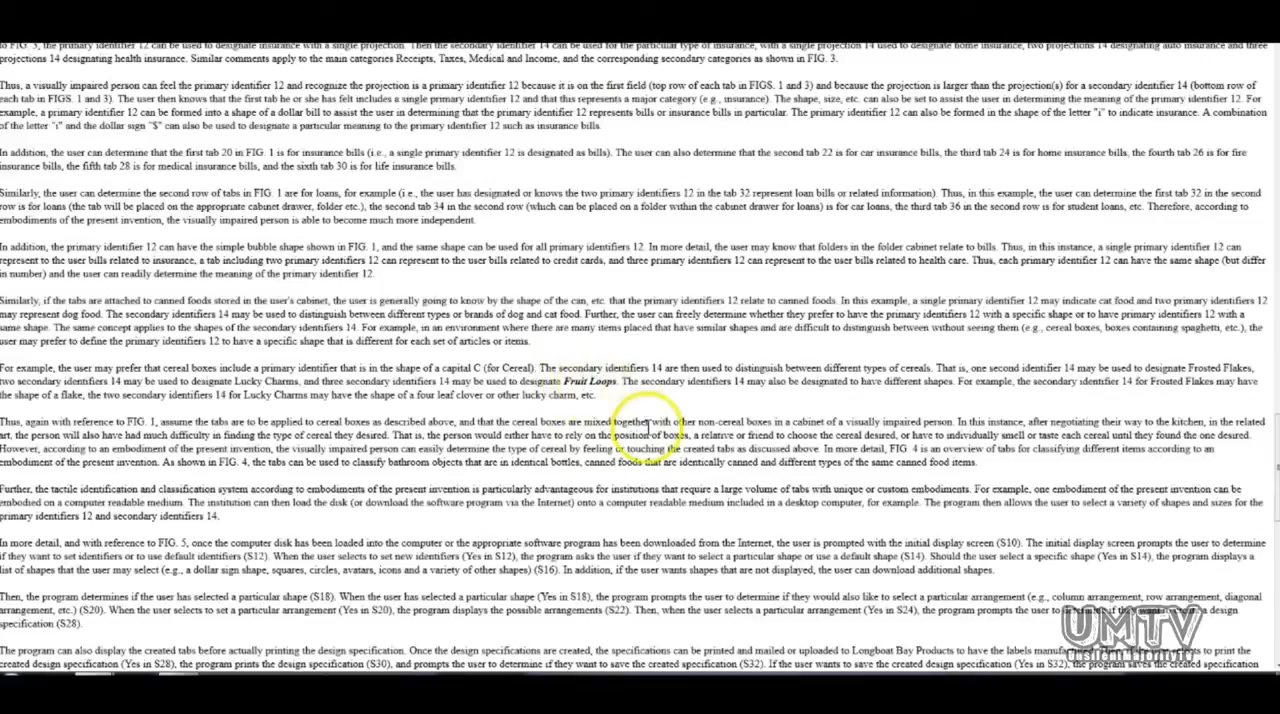 to FIG. 3, the primary identifier 12 can be used to designate insurance with a single projection. Then the secondary identifier 14 can be used for the particular type of insurance, with a single projection 14 used to designate home insurance, two projections 14 designating auto insurance and three
projections 14 designating health insurance. Similar comments apply to the main categories Receipts, Taxes, Medical and Income, and the corresponding secondary categories as shown in FIG. 3.
Thus, a visually impaired person can feel the primary identifier 12 and recognize the projection is a primary identifier 12 because it is on the first field (top row of each tab in FIGS. 1 and 3) and because the projection is larger than the projection(s) for a secondary identifier 14 (bottom row of
each tab in FIGS. 1 and 3). The user then knows that the first tab he or she has felt includes a single primary identifier 12 and that this represents a major category (e.g., insurance). The shape, size, etc. can also be set to assist the user in determining the meaning of the primary identifier 12. For
example, a primary identifier 12 can be formed into a shape of a dollar bill to assist the user in determining that the primary identifier 12 represents bills or insurance bills in particular. The primary identifier 12 can also be formed in the shape of the letter "i" to indicate insurance. A combination
of the letter "i" and the dollar sign "$" can also be used to designate a particular meaning to the primary identifier 12 such as insurance bills.
In addition, the user can determine that the first tab 20 in FIG. 1 is for insurance bills (i.e., a single primary identifier 12 is designated as bills). The user can also determine that the second tab 22 is for car insurance bills, the third tab 24 is for home insurance bills, the fourth tab 26 is for fire
insurance bills, the fifth tab 28 is for medical insurance bills, and the sixth tab 30 is for life insurance bills.
Similarly, the user can determine the second row of tabs in FIG. 1 are for loans, for example (i.e., the user has designated or knows the two primary identifiers 12 in the tab 32 represent loan bills or related information). Thus, in this example, the user can determine the first tab 32 in the second
row is for loans (the tab will be placed on the appropriate cabinet drawer, folder etc.), the second tab 34 in the second row (which can be placed on a folder within the cabinet drawer for loans) is for car loans, the third tab 36 in the second row is for student loans, etc. Therefore, according to
embodiments of the present invention, the visually impaired person is able to become much more independent.
In addition, the primary identifier 12 can have the simple bubble shape shown in FIG. 1, and the same shape can be used for all primary identifiers 12. In more detail, the user may know that folders in the folder cabinet relate to bills. Thus, in this instance, a single primary identifier 12 can
represent to the user bills related to insurance, a tab including two primary identifiers 12 can represent to the user bills related to credit cards, and three primary identifiers 12 can represent to the user bills related to health care. Thus, each primary identifier 12 can have the same shape (but differ
in number) and the user can readily determine the meaning of the primary identifier 12.
Similarly, if the tabs are attached to canned foods stored in the user's cabinet, the user is generally going to know by the shape of the can, etc. that the primary identifiers 12 relate to canned foods. In this example, a single primary identifier 12 may indicate cat food and two primary identifiers 12
may represent dog food. The secondary identifiers 14 may be used to distinguish between different types or brands of dog and cat food. Further, the user can freely determine whether they prefer to have the primary identifiers 12 with a specific shape or to have primary identifiers 12 with a
same shape. The same concept applies to the shapes of the secondary identifiers 14. For example, in an environment where there are many items placed that have similar shapes and are difficult to distinguish between without seeing them (e.g., cereal boxes, boxes containing spaghetti, etc.), the
user may prefer to define the primary identifiers 12 to have a specific shape that is different for each set of articles or items.
For example, the user may prefer that cereal boxes include a primary identifier that is in the shape of a capital C (for Cereal). The secondary identifiers 14 are then used to distinguish between different types of cereals. That is, one second identifier 14 may be used to designate Frosted Flakes,
two secondary identifiers 14 may be used to designate Lucky Charms, and three secondary identifiers 14 may be used to designate Fruit Loops. The secondary identifiers 14 may also be designated to have different shapes. For example, the secondary identifier 14 for Frosted Flakes may have
the shape of a flake, the two secondary identifiers 14 for Lucky Charms may have the shape of a four leaf clover or other lucky charm, etc.
Thus, again with reference to FIG. 1, assume the tabs are to be applied to cereal boxes as described above, and that the cereal boxes are mixed together with other non-cereal boxes in a cabinet of a visually impaired person. In this instance, after negotiating their way to the kitchen, in the related
art, the person will also have had much difficulty in finding the type of cereal they desired. That is, the person would either have to rely on the position of boxes, a relative or friend to choose the cereal desired, or have to individually smell or taste each cereal until they found the one desired.
However, according to an embodiment of the present invention, the visually impaired person can easily determine the type of cereal by feeling or touching the created tabs as discussed above. In more detail, FIG. 4 is an overview of tabs for classifying different items according to an
embodiment of the present invention. As shown in FIG. 4, the tabs can be used to classify bathroom objects that are in identical bottles, canned foods that are identically canned and different types of the same canned food items.
Further, the tactile identification and classification system according to embodiments of the present invention is particularly advantageous for institutions that require a large volume of tabs with unique or custom embodiments. For example, one embodiment of the present invention can be
embodied on a computer readable medium. The institution can then load the disk (or download the software program via the Internet) onto a computer readable medium included in a desktop computer, for example. The program then allows the user to select a variety of shapes and sizes for the
primary identifiers 12 and secondary identifiers 14.
In more detail, and with reference to FIG. 5, once the computer disk has been loaded into the computer or the appropriate software program has been downloaded from the Internet, the user is prompted with the initial display screen (S10). The initial display screen prompts the user to determine
if they want to set identifiers or to use default identifiers (S12). When the user selects to set new identifiers (Yes in S12), the program asks the user if they want to select a particular shape or use a default shape (S14). Should the user select a specific shape (Yes in S14), the program displays a
list of shapes that the user may select (e.g., a dollar sign shape, squares, circles, avatars, icons and a variety of other shapes) (S16). In addition, if the user wants shapes that are not displayed, the user can download additional shapes.
Then, the program determines if the user has selected a particular shape (S18). When the user has selected a particular shape (Yes in S18), the program prompts the user to determine if they would also like to select a particular arrangement (e.g., column arrangement, row arrangement, diagonal
arrangement, etc.) (S20). When the user selects to set a particular arrangement (Yes in S20), the program displays the possible arrangements (S22). Then, when the user selects a particular arrangement (Yes in S24), the program prompts the user to determine if they want to create a design
specification (S28).
The program can also display the created tabs before actually printing the design specification. Once the design specifications are created, the specifications can be printed and mailed or uploaded to Longboat Bay Products to have the labels to print the
created design specification (Yes in S28), the program prints the design specification (S30), and prompts the user to determine if they want to save the created specification (S32). If the user wants to save the created design specification (Yes in S32), the program saves the created specification
UMTV